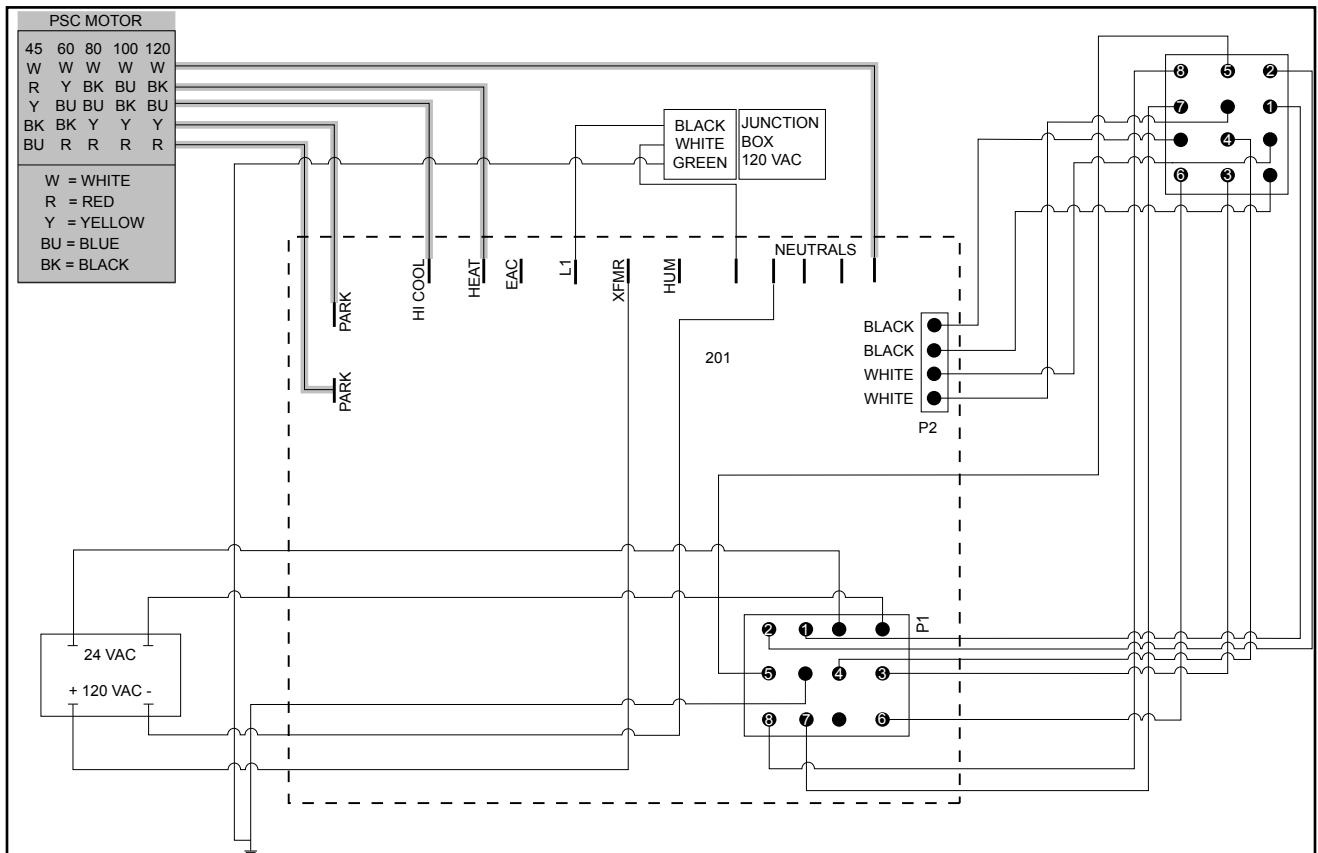 PSC MOTOR
45 60 80 100 120
W W W W W
R Y BK BU BK
Y BU BU BK BU
BK BK Y Y Y
BU R R R R
W = WHITE
R = RED
Y = YELLOW
BU = BLUE
BK = BLACK
BLACK
WHITE
GREEN
JUNCTION
BOX
120 VAC
8 5 2
7 1
4
6 3
NEUTRALS
PARK
HI COOL
HEAT
EAC
L1
XFMR
HUM
PARK
201
BLACK
BLACK
WHITE
WHITE
P2
P1
2 1
5 4 3
8 7 6
24 VAC
+ 120 VAC -